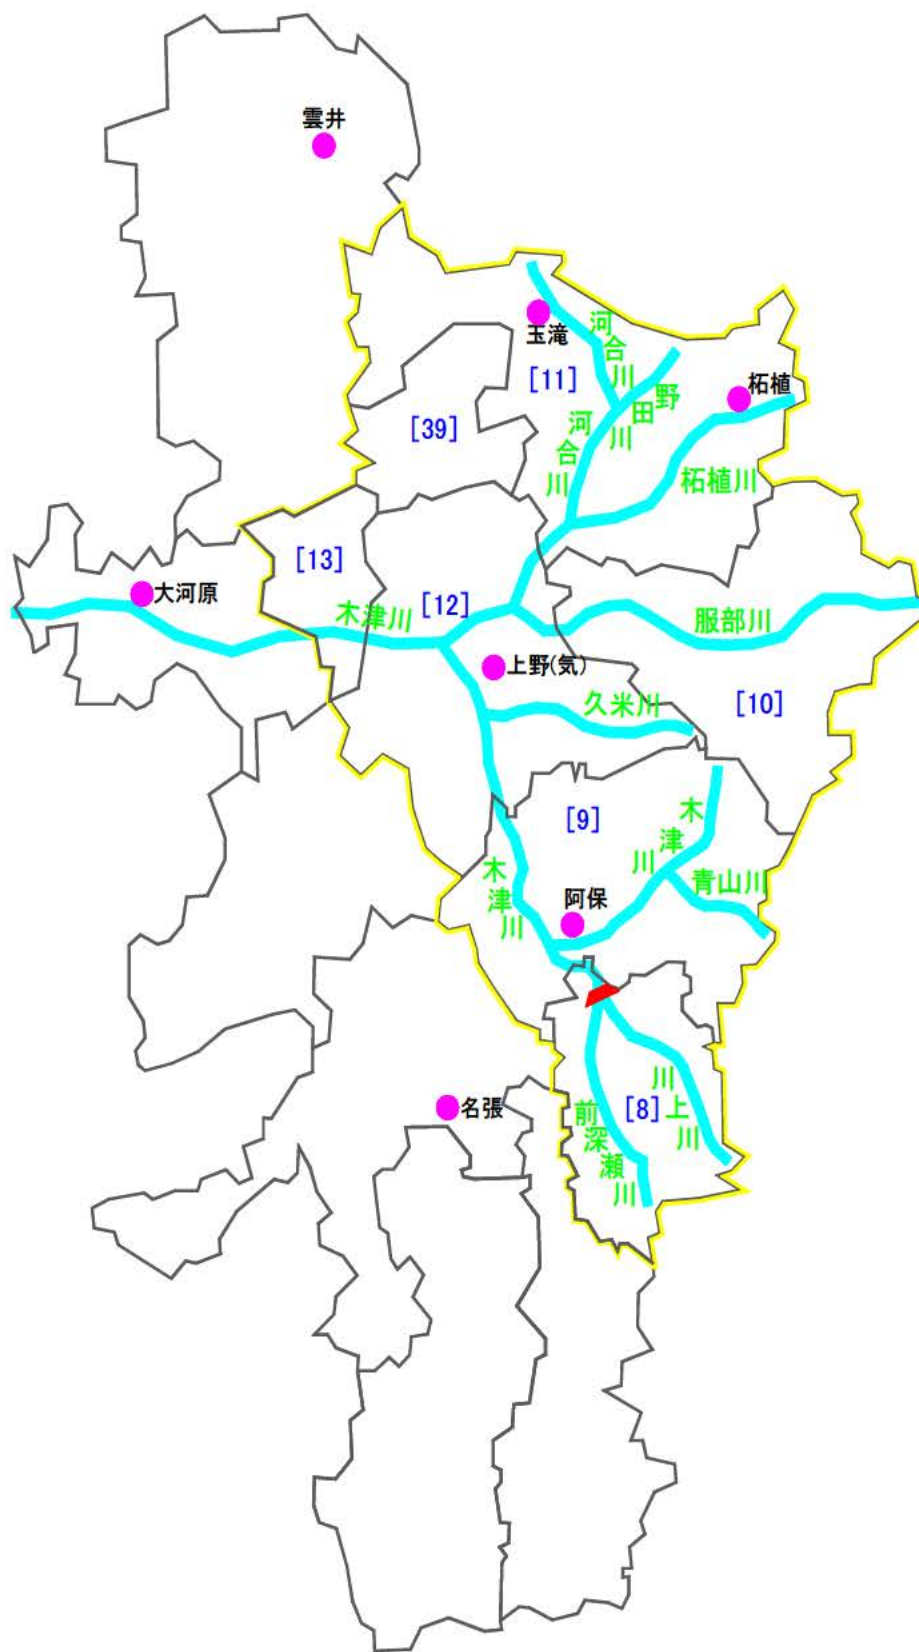 雲井
玉滝
河合川
[11]
野田川
柘植
[39]
河合川
柘植川
[13]
大河原
[12]
木津川
服部川
上野(気)
久米川
[10]
[9]
木津川
木津川
青山川
阿保
川上川
名張
[8]
前深瀬川